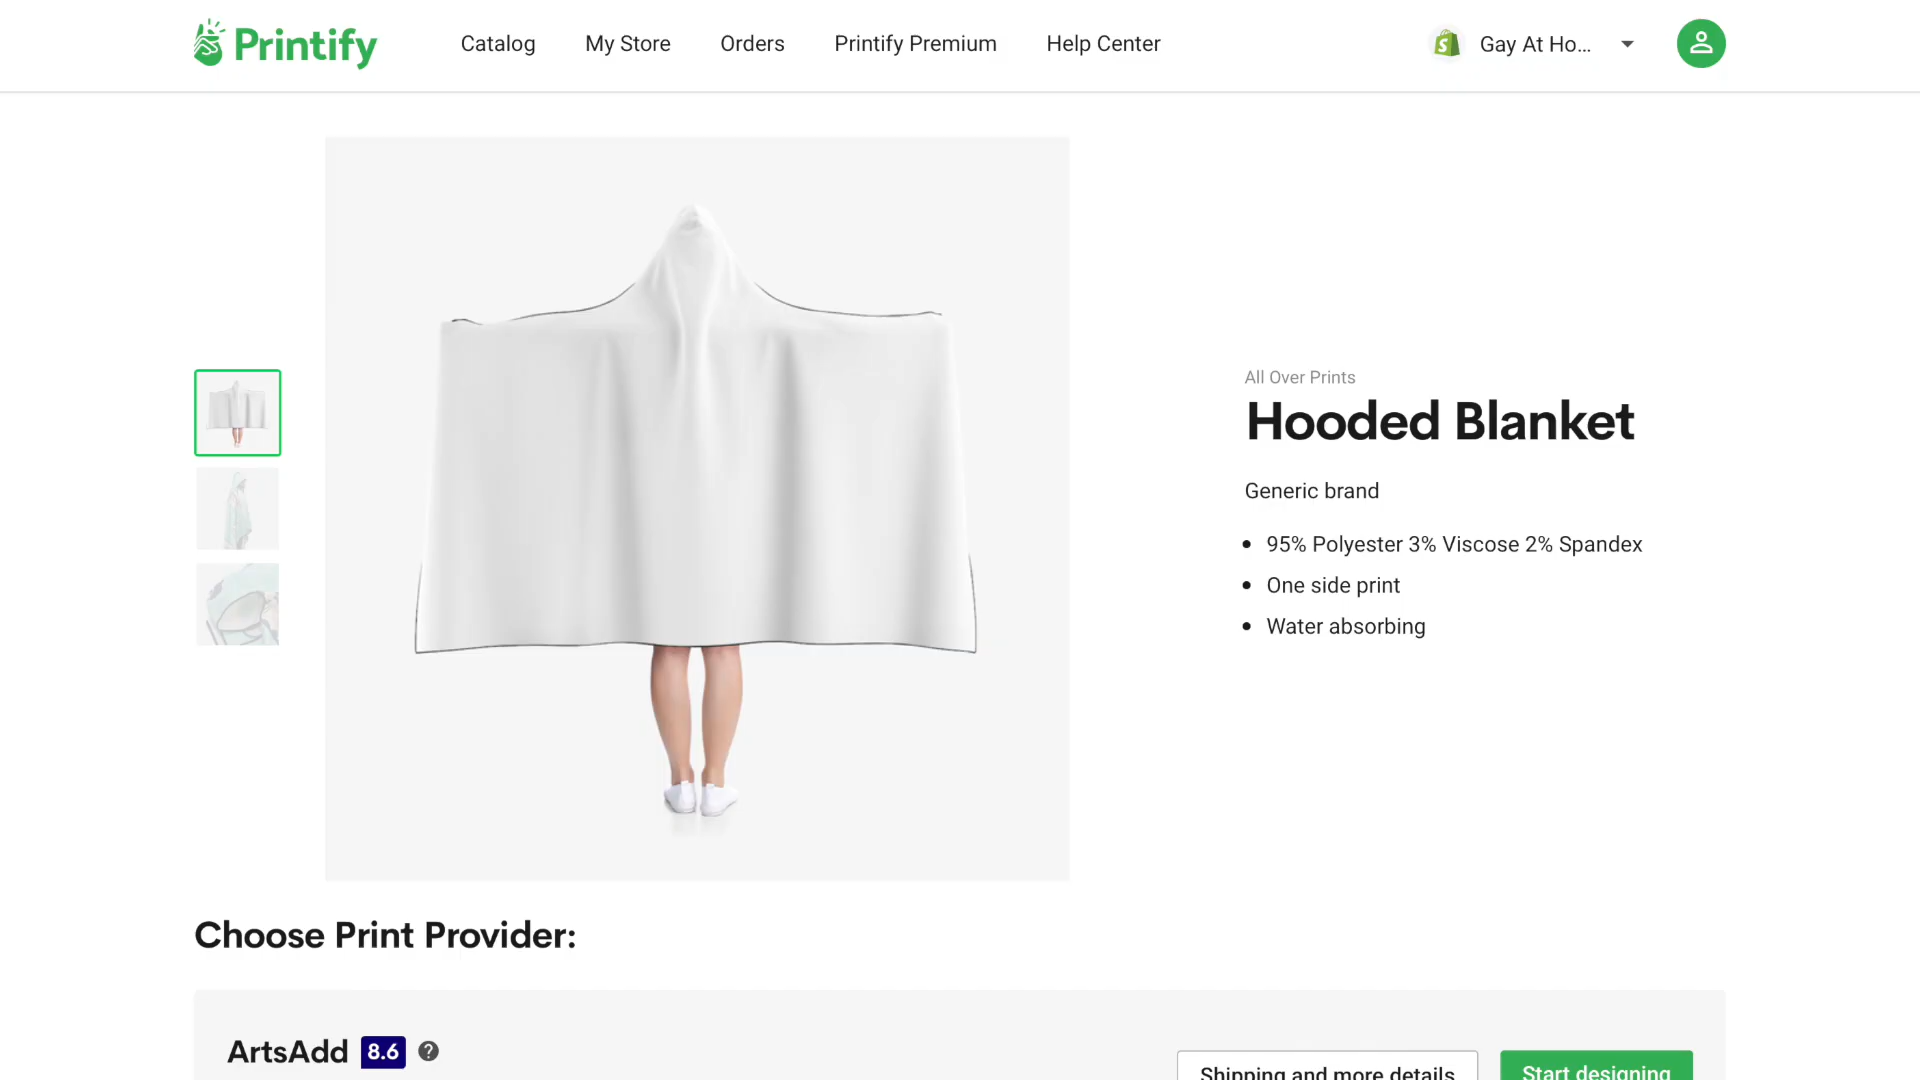 Printify
Catalog
My Store
Orders
Printify Premium
Help Center
Gay At Ho...
All Over Prints
Hooded Blanket
Generic brand
95% Polyester 3% Viscose 2% Spandex
One side print
Water absorbing
Choose Print Provider:
ArtsAdd 8.6 ?
Shipping and more details
Start designing